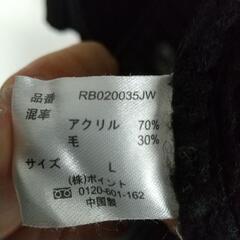 品番 RB020035JW
混率
アクリル 70%
毛 30%
サイズ L
(株)ポイント
0120-601-162
中国製